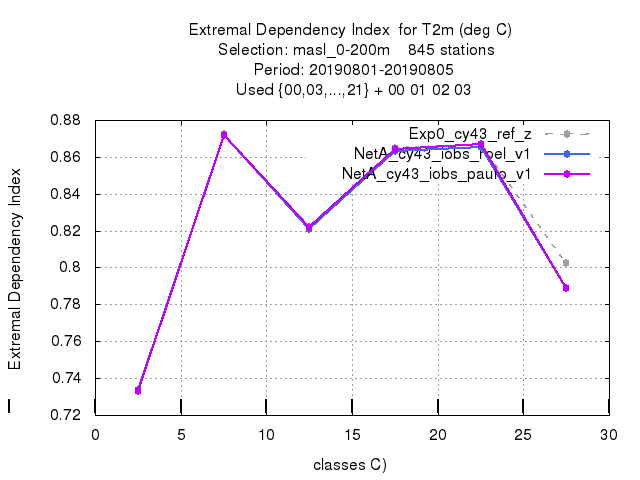 Extremal Dependency Index for T2m (deg C)
Selection: masl_0-200m 845 stations
Period: 20190801-20190805
Used {00,03,...,21} + 00 01 02 03
Exp0_cy43_ref_z
NetA_cy43_iobs_rpel_v1
NetA_cy43_iobs_pauro_v1
Extremal Dependency Index
0.88
0.86
0.84
0.82
0.8
0.78
0.76
0.74
0.72
0 5 10 15 20 25 30
classes C)